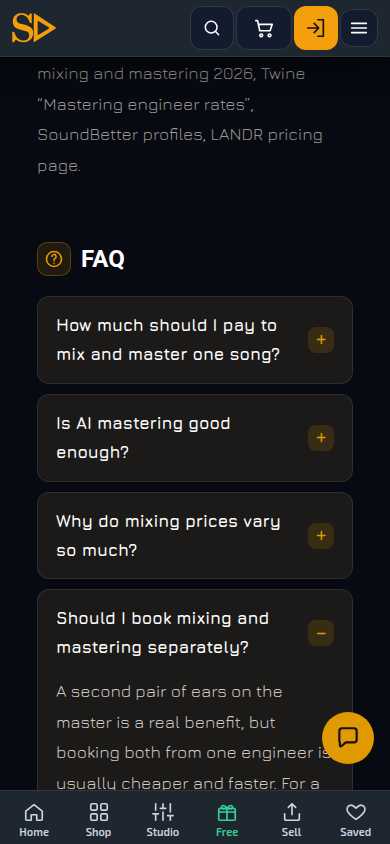 S
mixing and mastering 2026, Twine
“Mastering engineer rates”,
SoundBetter profiles, LANDR pricing
page.
FAQ
How much should I pay to
mix and master one song?
Is AI mastering good
enough?
Why do mixing prices vary
so much?
Should I book mixing and
mastering separately?
A second pair of ears on the
master is a real benefit, but
booking both from one engineer is
usually cheaper and faster. For a
Home
Shop
Studio
Free
Sell
Saved